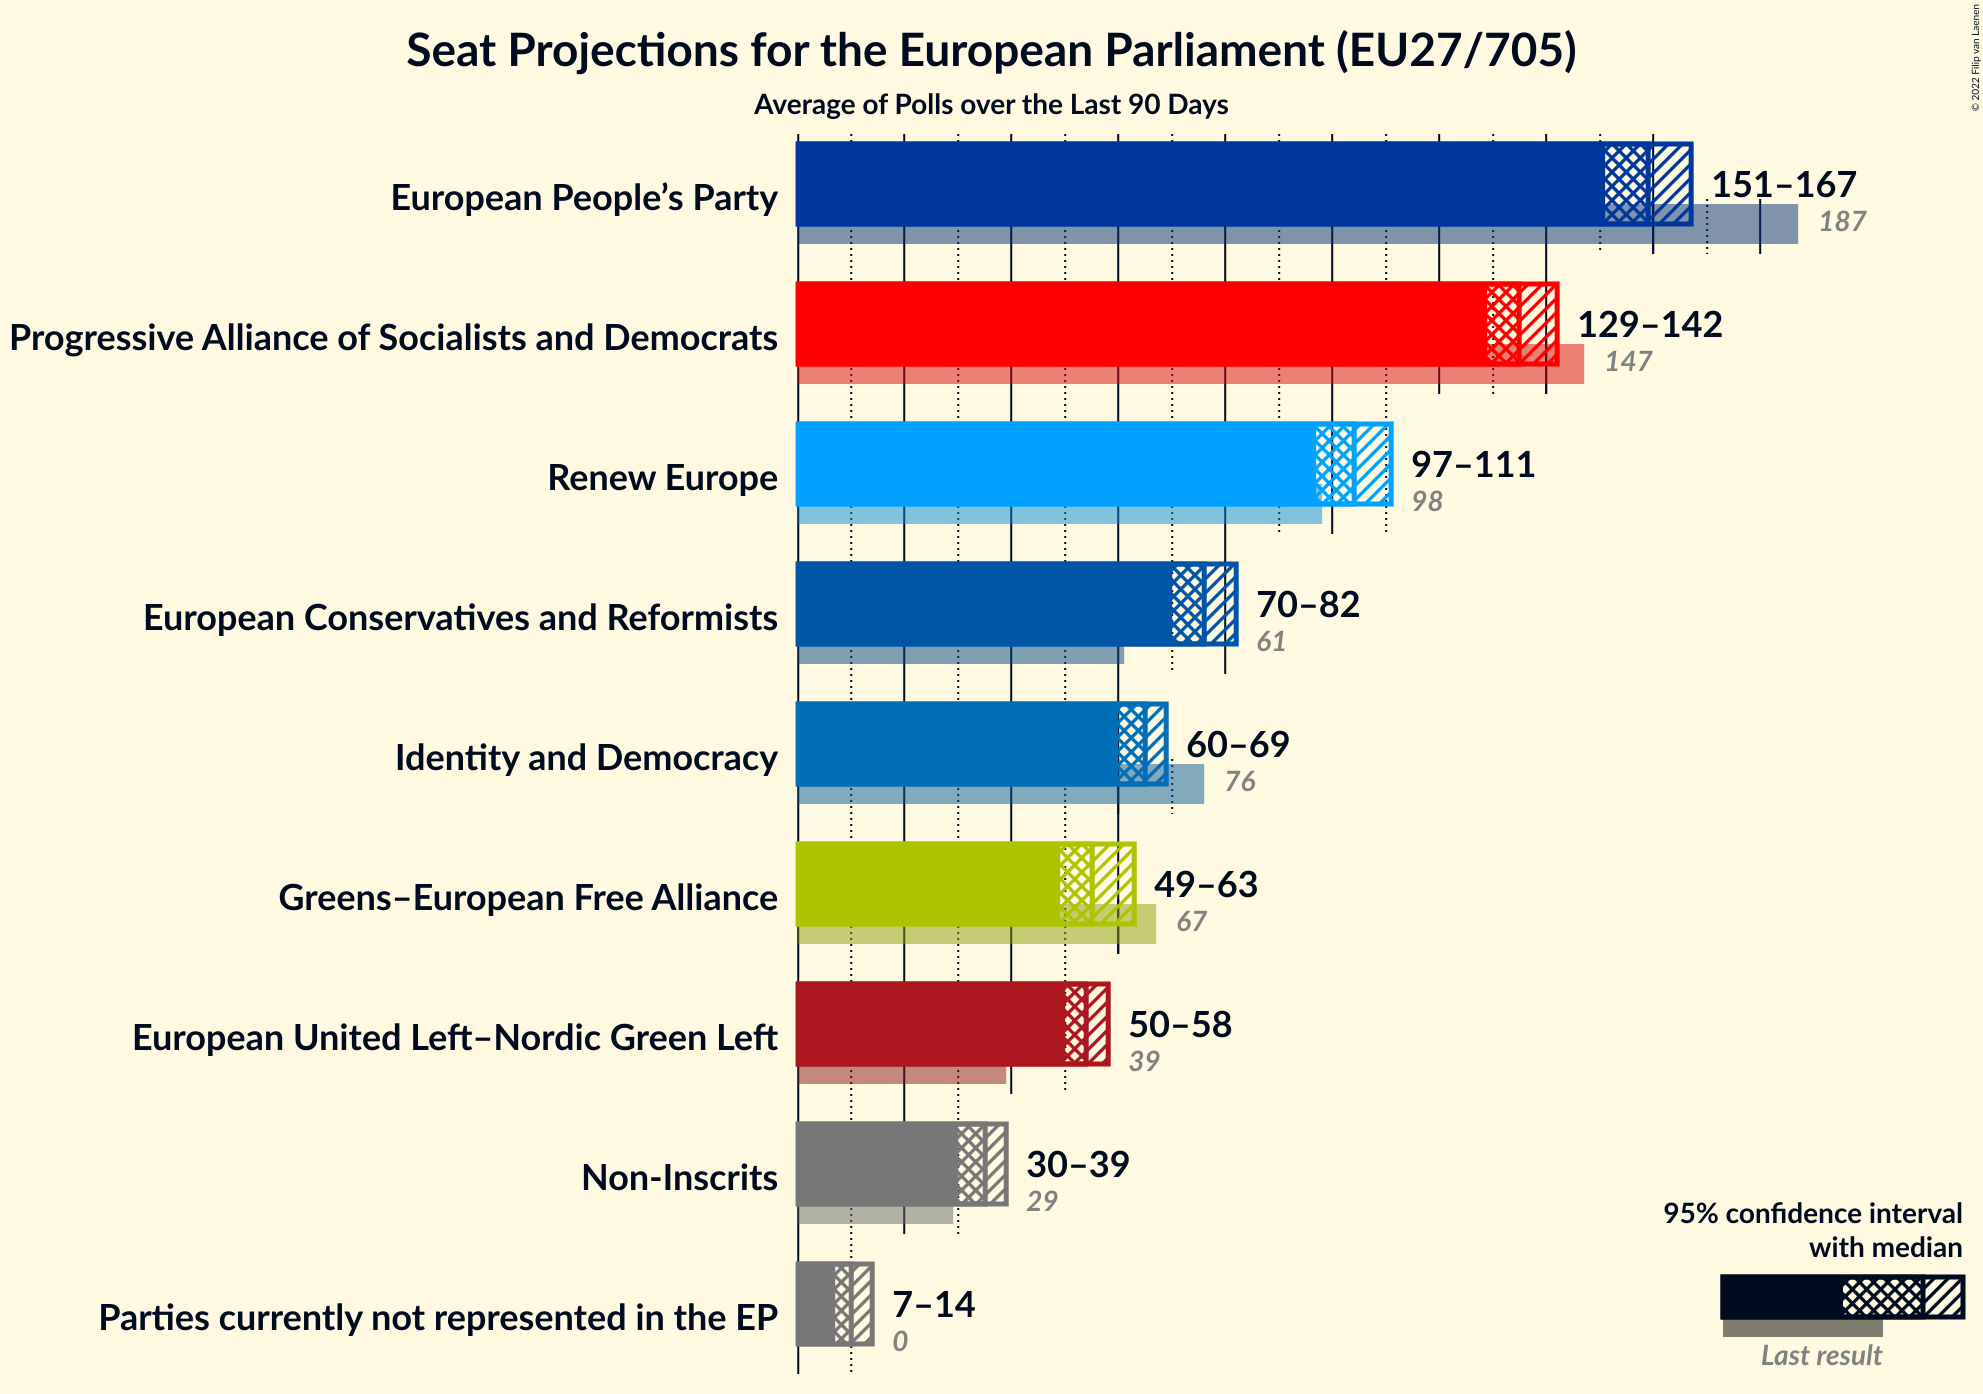 Seat Projections for the European Parliament (EU27/705)
Average of Polls over the Last 90 Days
© 2022 Filip van Laenen
European People’s Party
151–167
187
Progressive Alliance of Socialists and Democrats
129–142
147
Renew Europe
97–111
98
European Conservatives and Reformists
70–82
61
Identity and Democracy
60–69
76
Greens–European Free Alliance
49–63
67
European United Left–Nordic Green Left
50–58
39
Non-Inscrits
30–39
29
Parties currently not represented in the EP
7–14
0
95% confidence interval
with median
Last result